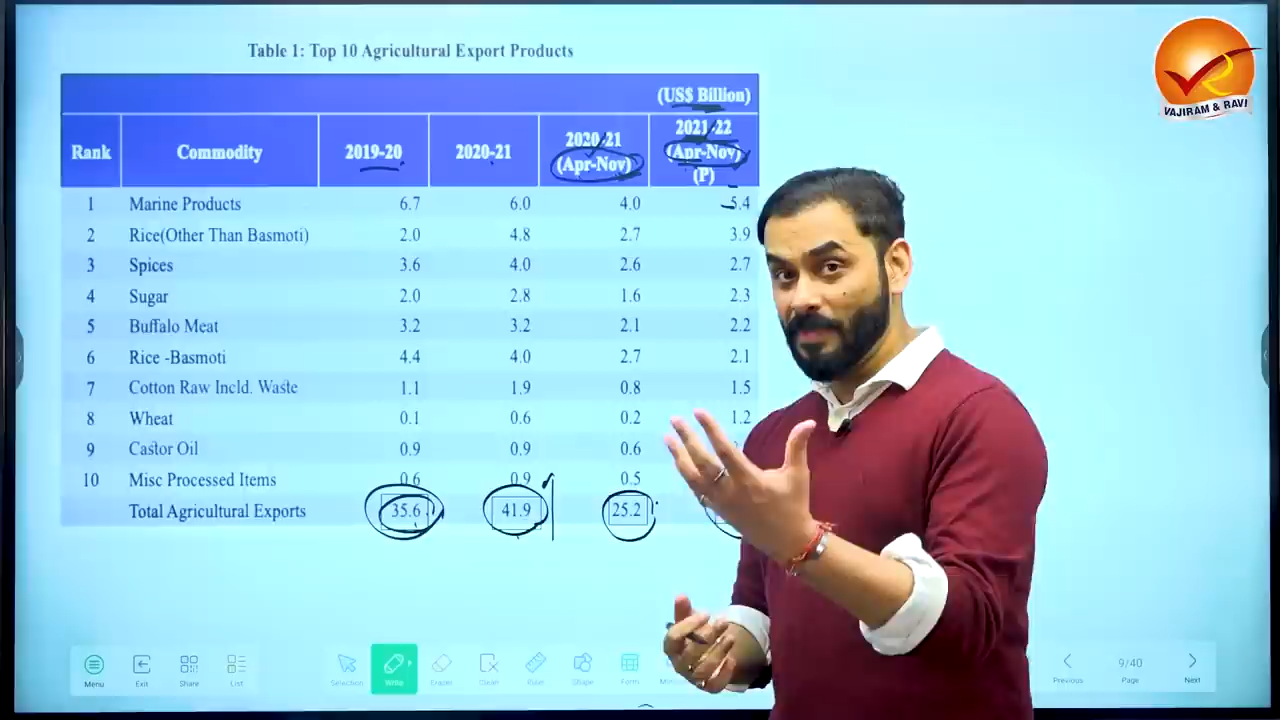 Table 1: Top 10 Agricultural Export Products
(US$ Billion)
Rank Commodity 2019-20 2020-21 2020-21 (Apr-Nov) 2021-22 (Apr-Nov) (P)
1 Marine Products 6.7 6.0 4.0 5.4
2 Rice(Other Than Basmoti) 2.0 4.8 2.7 3.9
3 Spices 3.6 4.0 2.6 2.7
4 Sugar 2.0 2.8 1.6 2.3
5 Buffalo Meat 3.2 3.2 2.1 2.2
6 Rice -Basmoti 4.4 4.0 2.7 2.1
7 Cotton Raw Incld. Waste 1.1 1.9 0.8 1.5
8 Wheat 0.1 0.6 0.2 1.2
9 Castor Oil 0.9 0.9 0.6
10 Misc Processed Items 0.6 0.9 0.5
Total Agricultural Exports 35.6 41.9 25.2
VAJIRAM & RAVI
Menu Exit Share List Selection Write Eraser Clean Ruler Shape Form
Previous 9/40 Page Next